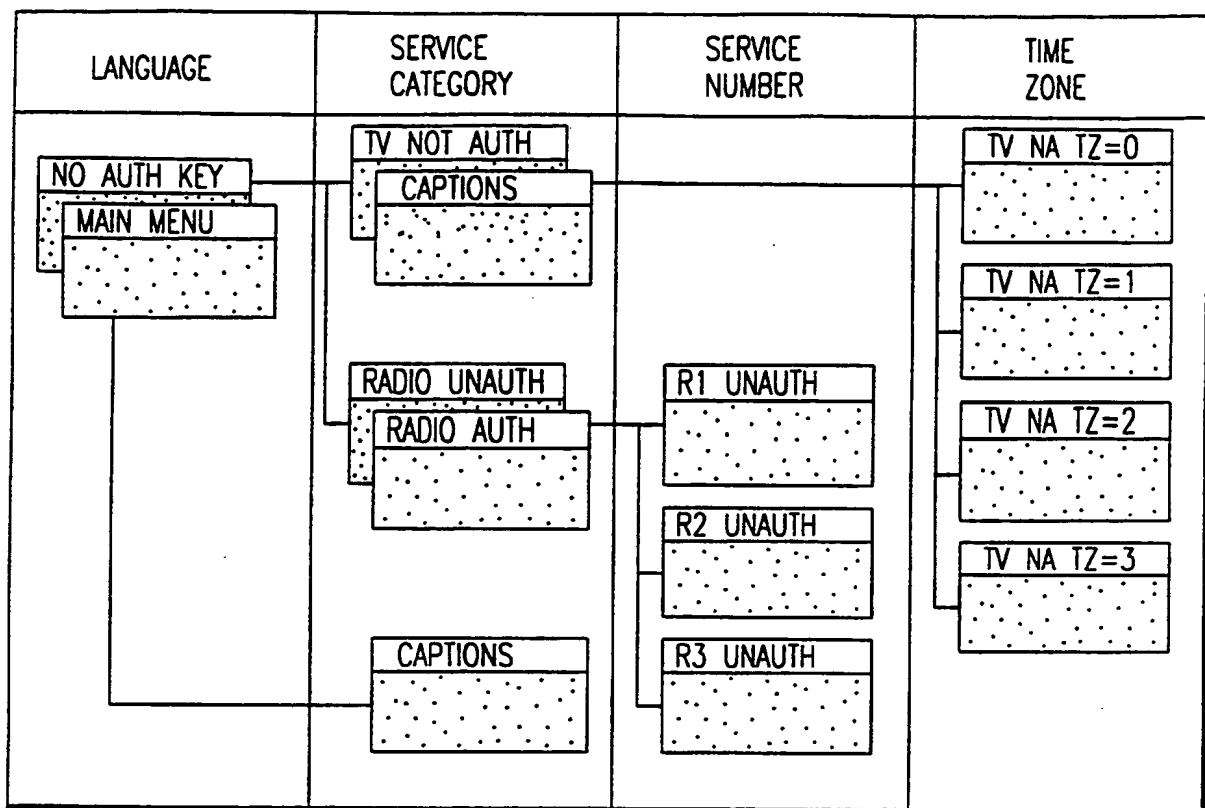 LANGUAGE
SERVICE
CATEGORY
SERVICE
NUMBER
TIME
ZONE
NO AUTH KEY
MAIN MENU
TV NOT AUTH
CAPTIONS
RADIO UNAUTH
RADIO AUTH
CAPTIONS
R1 UNAUTH
R2 UNAUTH
R3 UNAUTH
TV NA TZ=0
TV NA TZ=1
TV NA TZ=2
TV NA TZ=3